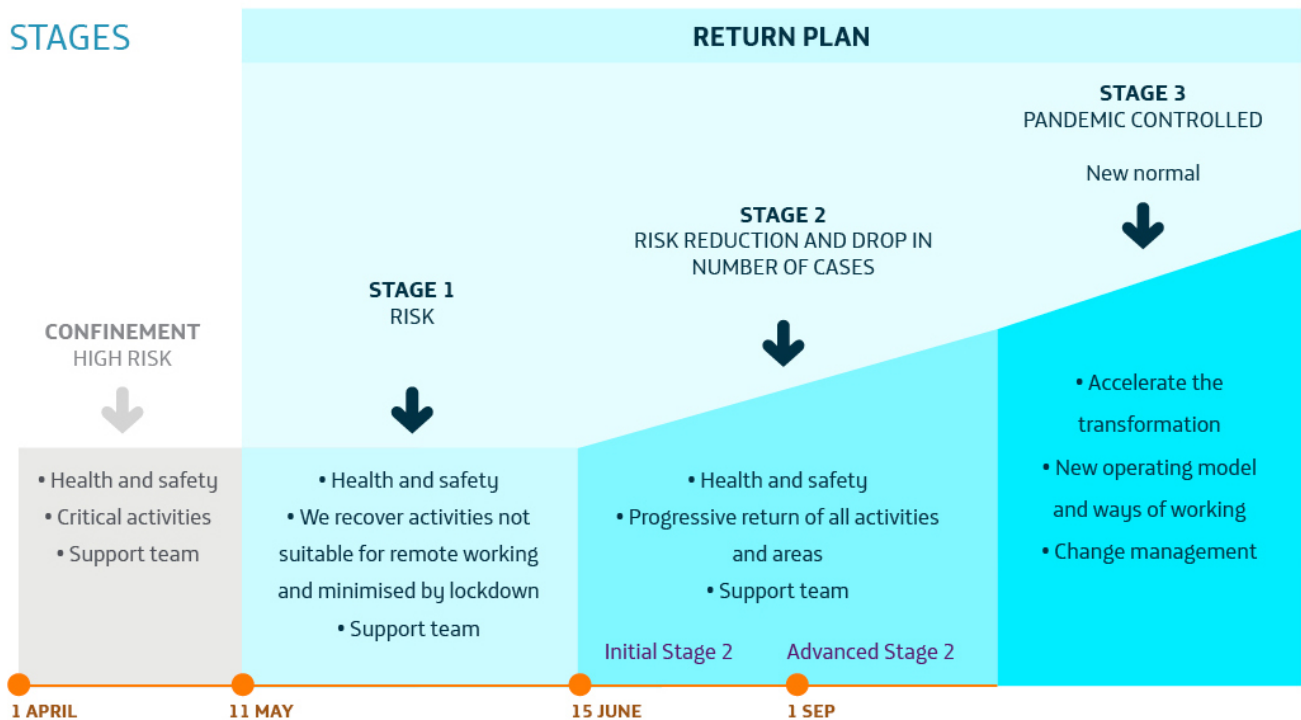 STAGES
RETURN PLAN
CONFINEMENT
HIGH RISK
• Health and safety
• Critical activities
• Support team
STAGE 1
RISK
• Health and safety
• We recover activities not
suitable for remote working
and minimised by lockdown
• Support team
STAGE 2
RISK REDUCTION AND DROP IN
NUMBER OF CASES
• Health and safety
• Progressive return of all activities
and areas
• Support team
Initial Stage 2
Advanced Stage 2
STAGE 3
PANDEMIC CONTROLLED
New normal
• Accelerate the
transformation
• New operating model
and ways of working
• Change management
1 APRIL
11 MAY
15 JUNE
1 SEP